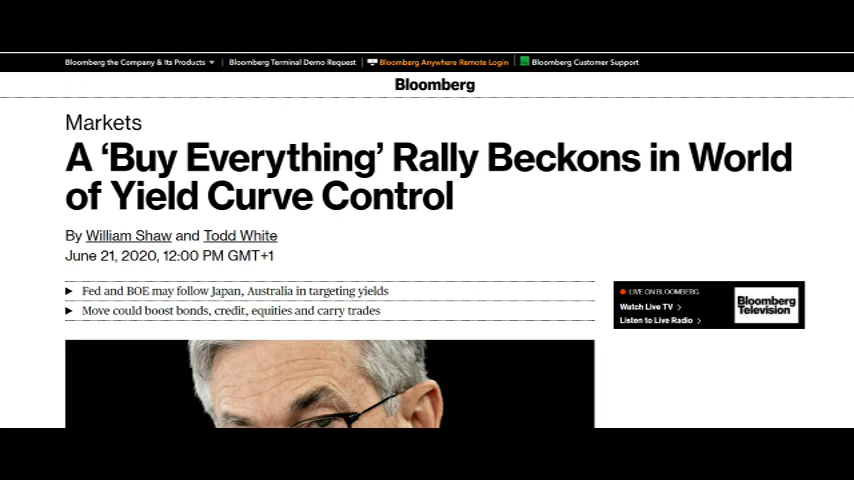 Bloomberg the Company & Its Products ▼ | Bloomberg Terminal Demo Request | Bloomberg Anywhere Remote Login | Bloomberg Customer Support
Bloomberg
Markets
A ‘Buy Everything’ Rally Beckons in World
of Yield Curve Control
By William Shaw and Todd White
June 21, 2020, 12:00 PM GMT+1
▶ Fed and BOE may follow Japan, Australia in targeting yields
▶ Move could boost bonds, credit, equities and carry trades
LIVE ON BLOOMBERG
Watch Live TV >
Listen to Live Radio >
Bloomberg
Television